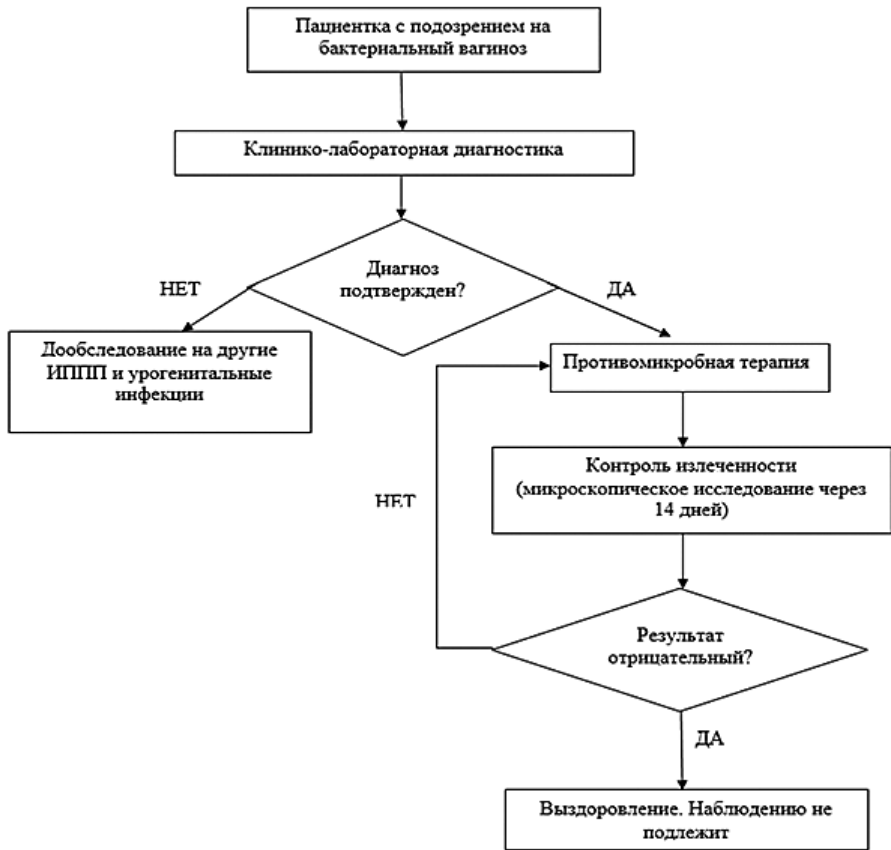 Пациентка с подозрением на
бактериальный вагиноз
Клинико-лабораторная диагностика
Диагноз
подтвержден?
НЕТ
ДА
Дообследование на другие
ИППП и урогенитальные
инфекции
Противомикробная терапия
Контроль излеченности
(микроскопическое исследование через
14 дней)
НЕТ
Результат
отрицательный?
ДА
Выздоровление. Наблюдению не
подлежит